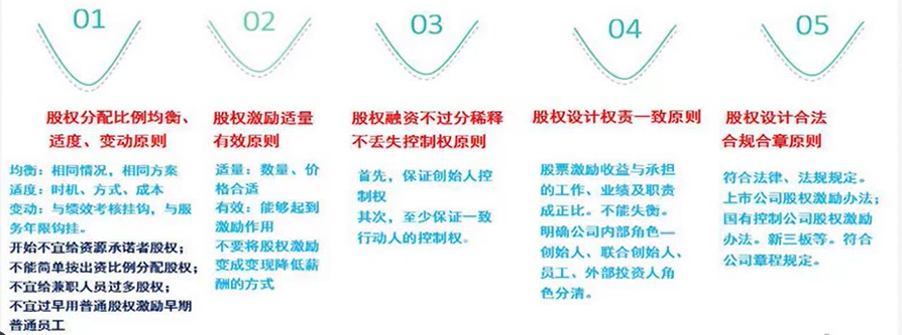 01
股权分配比例均衡、
适度、变动原则
均衡：相同情况，相同方案
适度：时机、方式、成本
变动：与绩效考核挂钩，与服
务年限钩挂。
开始不宜给资源承诺者股权；
不能简单按出资比例分配股权；
不宜给兼职人员过多股权；
不宜过早用普通股权激励早期
普通员工
02
股权激励适量
有效原则
适量：数量、价
格合适
有效：能够起到
激励作用
不要将股权激励
变成变现降低薪
酬的方式
03
股权融资不过分稀释
不丢失控制权原则
首先，保证创始人控
制权
其次，至少保证一致
行动人的控制权。
04
股权设计权责一致原则
股票激励收益与承担
的工作、业绩及职责
成正比。不能失衡。
明确公司内部角色—
创始人、联合创始人、
员工、外部投资人角
色分清。
05
股权设计合法
合规合章原则
符合法律、法规规定。
上市公司股权激励办法；
国有控制公司股权激励
办法。新三板等。符合
公司章程规定。